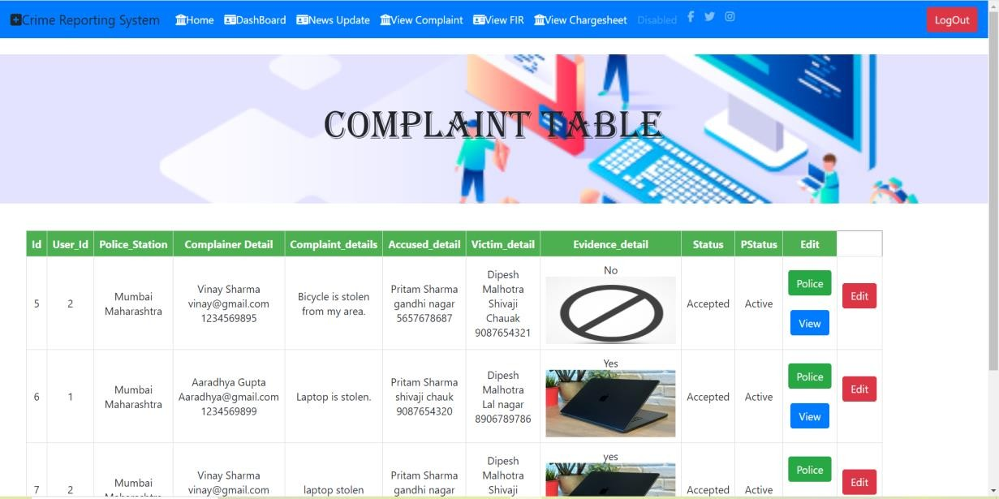 Crime Reporting System Home DashBoard News Update View Complaint View FIR View Chargesheet Disabled LogOut
COMPLAINT TABLE
Id User_Id Police_Station Complainer Detail Complaint_details Accused_detail Victim_detail Evidence_detail Status PStatus Edit
5
2
Mumbai
Maharashtra
Vinay Sharma
vinay@gmail.com
1234569895
Bicycle is stolen
from my area.
Pritam Sharma
gandhi nagar
5657678687
Dipesh
Malhotra
Shivaji
Chauak
9087654321
No
Accepted
Active
Police
View
Edit
6
1
Mumbai
Maharashtra
Aaradhya Gupta
Aaradhya@gmail.com
1234569899
Laptop is stolen.
Pritam Sharma
shivaji chauk
9087654320
Dipesh
Malhotra
Lal nagar
8906789786
Yes
Accepted
Active
Police
View
Edit
7
2
Mumbai
Maharashtra
Vinay Sharma
vinay@gmail.com
laptop stolen
Pritam Sharma
gandhi nagar
Dipesh
Malhotra
Shivaji
yes
Accepted
Active
Police
Edit